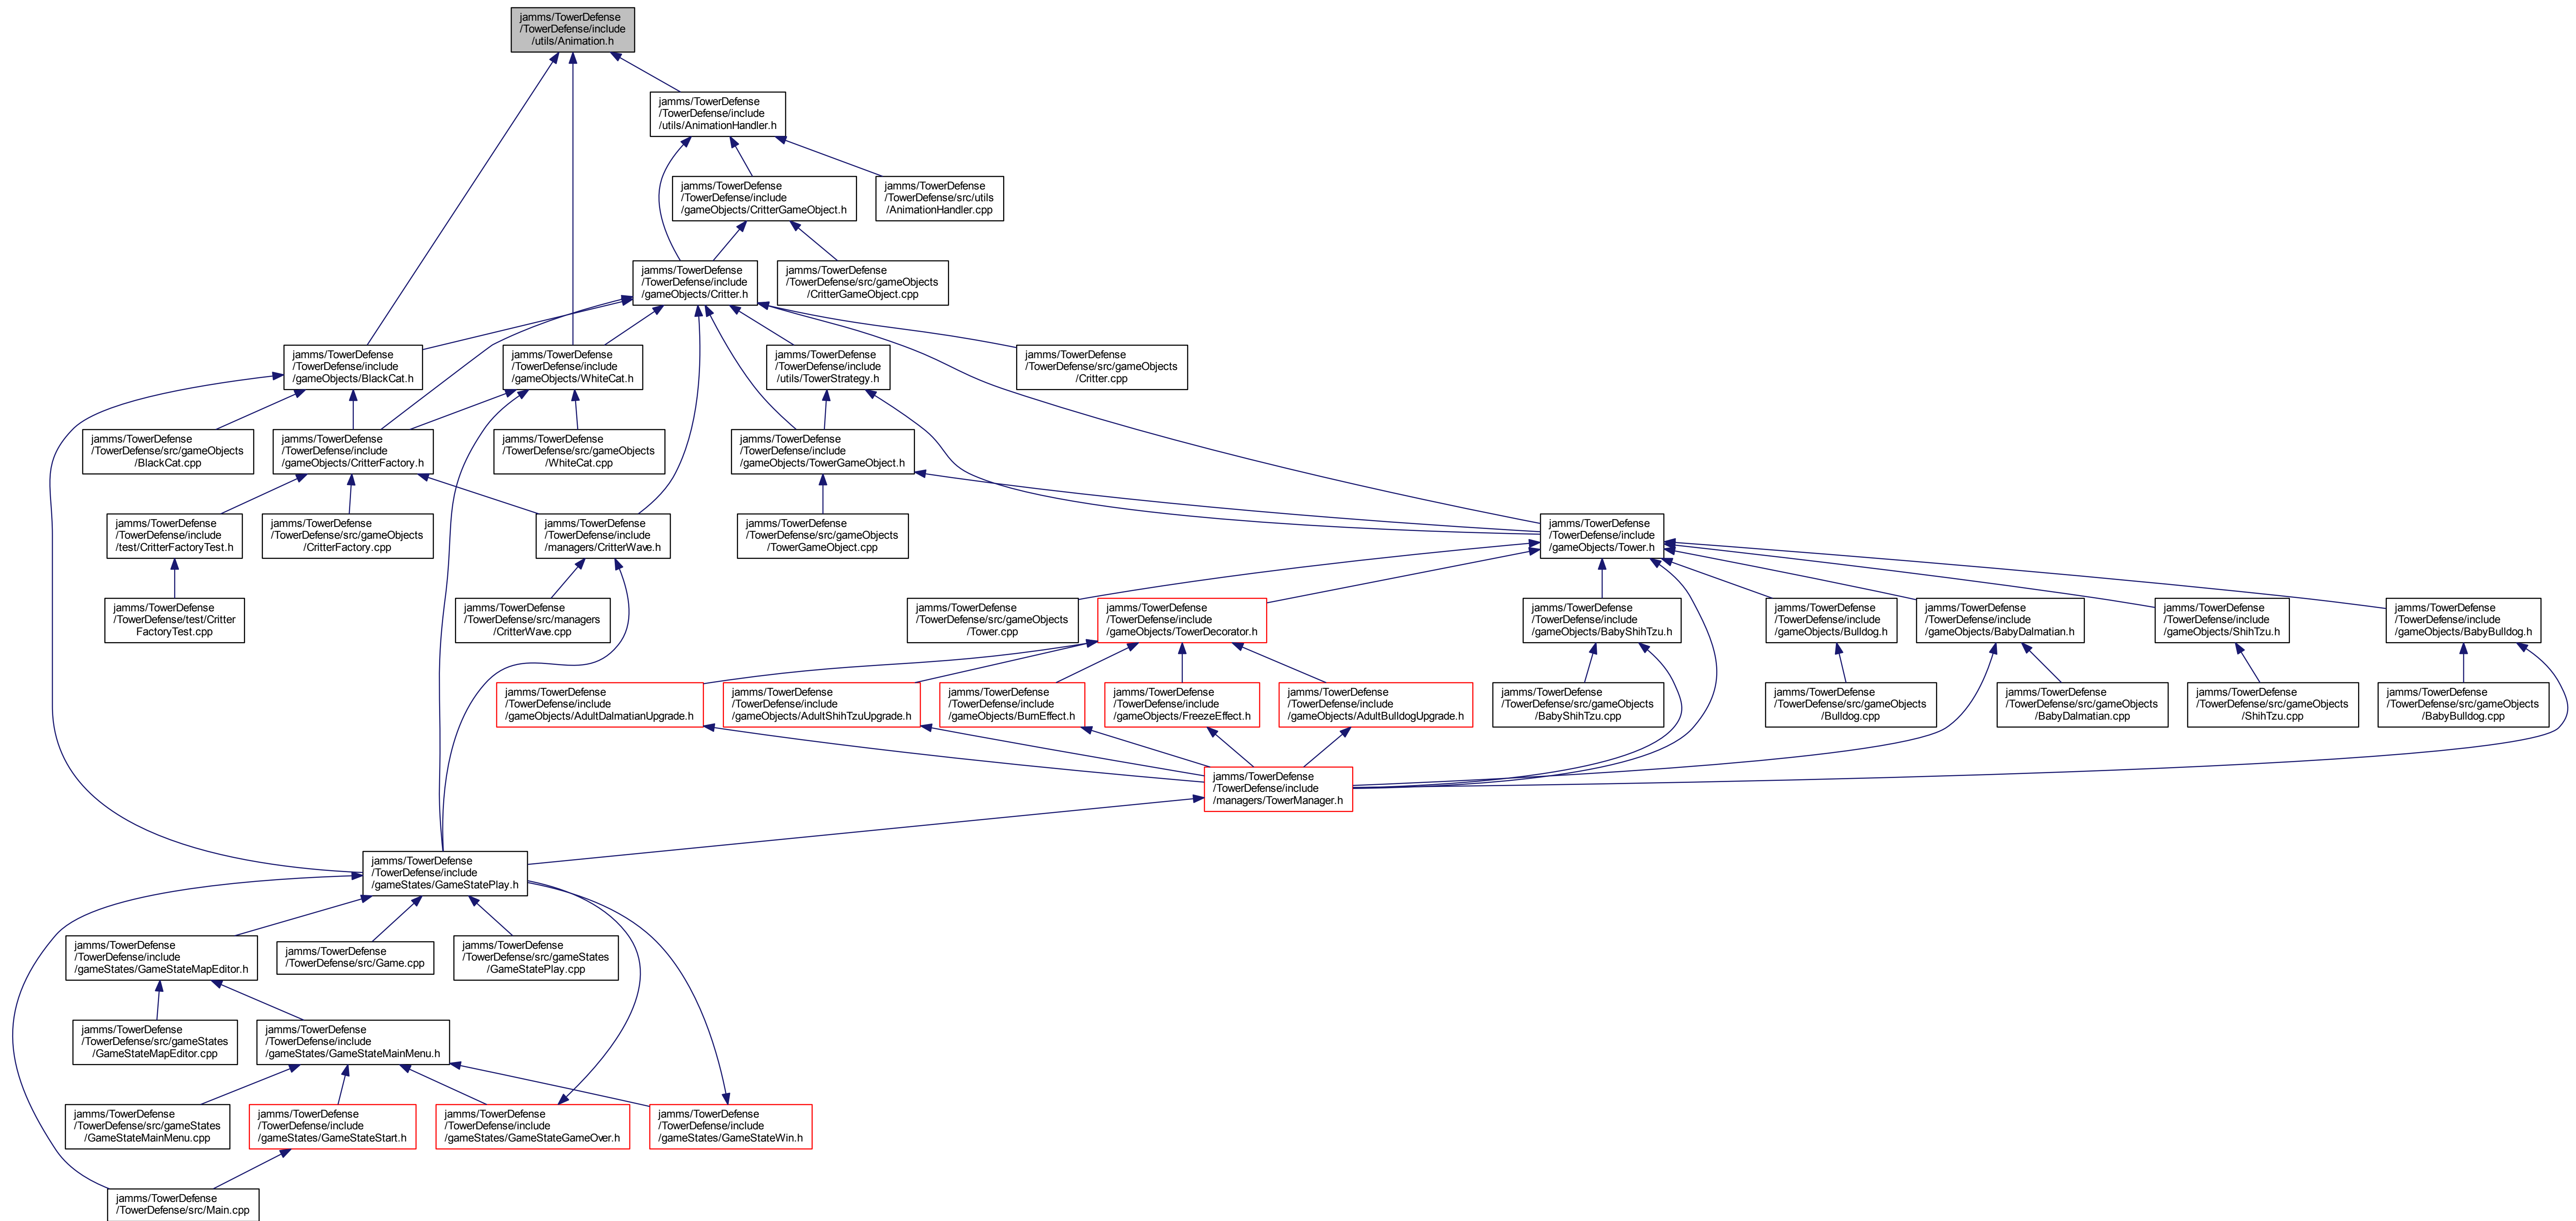 jamms/TowerDefense
/TowerDefense/include
/utils/Animation.h
jamms/TowerDefense
/TowerDefense/include
/utils/AnimationHandler.h
jamms/TowerDefense
/TowerDefense/include
/gameObjects/CritterGameObject.h
jamms/TowerDefense
/TowerDefense/src/utils
/AnimationHandler.cpp
jamms/TowerDefense
/TowerDefense/include
/gameObjects/Critter.h
jamms/TowerDefense
/TowerDefense/src/gameObjects
/CritterGameObject.cpp
jamms/TowerDefense
/TowerDefense/include
/gameObjects/BlackCat.h
jamms/TowerDefense
/TowerDefense/include
/gameObjects/WhiteCat.h
jamms/TowerDefense
/TowerDefense/include
/utils/TowerStrategy.h
jamms/TowerDefense
/TowerDefense/src/gameObjects
/Critter.cpp
jamms/TowerDefense
/TowerDefense/src/gameObjects
/BlackCat.cpp
jamms/TowerDefense
/TowerDefense/include
/gameObjects/CritterFactory.h
jamms/TowerDefense
/TowerDefense/src/gameObjects
/WhiteCat.cpp
jamms/TowerDefense
/TowerDefense/include
/gameObjects/TowerGameObject.h
jamms/TowerDefense
/TowerDefense/include
/test/CritterFactoryTest.h
jamms/TowerDefense
/TowerDefense/src/gameObjects
/CritterFactory.cpp
jamms/TowerDefense
/TowerDefense/include
/managers/CritterWave.h
jamms/TowerDefense
/TowerDefense/src/gameObjects
/TowerGameObject.cpp
jamms/TowerDefense
/TowerDefense/include
/gameObjects/Tower.h
jamms/TowerDefense
/TowerDefense/test/Critter
FactoryTest.cpp
jamms/TowerDefense
/TowerDefense/src/managers
/CritterWave.cpp
jamms/TowerDefense
/TowerDefense/src/gameObjects
/Tower.cpp
jamms/TowerDefense
/TowerDefense/include
/gameObjects/TowerDecorator.h
jamms/TowerDefense
/TowerDefense/include
/gameObjects/BabyShihTzu.h
jamms/TowerDefense
/TowerDefense/include
/gameObjects/Bulldog.h
jamms/TowerDefense
/TowerDefense/include
/gameObjects/BabyDalmatian.h
jamms/TowerDefense
/TowerDefense/include
/gameObjects/ShihTzu.h
jamms/TowerDefense
/TowerDefense/include
/gameObjects/BabyBulldog.h
jamms/TowerDefense
/TowerDefense/include
/gameObjects/AdultDalmatianUpgrade.h
jamms/TowerDefense
/TowerDefense/include
/gameObjects/AdultShihTzuUpgrade.h
jamms/TowerDefense
/TowerDefense/include
/gameObjects/BurnEffect.h
jamms/TowerDefense
/TowerDefense/include
/gameObjects/FreezeEffect.h
jamms/TowerDefense
/TowerDefense/include
/gameObjects/AdultBulldogUpgrade.h
jamms/TowerDefense
/TowerDefense/src/gameObjects
/BabyShihTzu.cpp
jamms/TowerDefense
/TowerDefense/src/gameObjects
/Bulldog.cpp
jamms/TowerDefense
/TowerDefense/src/gameObjects
/BabyDalmatian.cpp
jamms/TowerDefense
/TowerDefense/src/gameObjects
/ShihTzu.cpp
jamms/TowerDefense
/TowerDefense/src/gameObjects
/BabyBulldog.cpp
jamms/TowerDefense
/TowerDefense/include
/managers/TowerManager.h
jamms/TowerDefense
/TowerDefense/include
/gameStates/GameStatePlay.h
jamms/TowerDefense
/TowerDefense/include
/gameStates/GameStateMapEditor.h
jamms/TowerDefense
/TowerDefense/src/Game.cpp
jamms/TowerDefense
/TowerDefense/src/gameStates
/GameStatePlay.cpp
jamms/TowerDefense
/TowerDefense/src/gameStates
/GameStateMapEditor.cpp
jamms/TowerDefense
/TowerDefense/include
/gameStates/GameStateMainMenu.h
jamms/TowerDefense
/TowerDefense/src/gameStates
/GameStateMainMenu.cpp
jamms/TowerDefense
/TowerDefense/include
/gameStates/GameStateStart.h
jamms/TowerDefense
/TowerDefense/include
/gameStates/GameStateGameOver.h
jamms/TowerDefense
/TowerDefense/include
/gameStates/GameStateWin.h
jamms/TowerDefense
/TowerDefense/src/Main.cpp